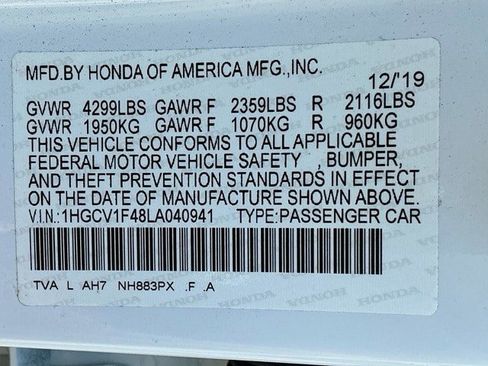 MFD.BY HONDA OF AMERICA MFG.,INC.
12/'19
GVWR 4299LBS GAWR F 2359LBS R 2116LBS
GVWR 1950KG GAWR F 1070KG R 960KG
THIS VEHICLE CONFORMS TO ALL APPLICABLE
FEDERAL MOTOR VEHICLE SAFETY , BUMPER,
AND THEFT PREVENTION STANDARDS IN EFFECT
ON THE DATE OF MANUFACTURE SHOWN ABOVE.
V.I.N.: 1HGCV1F48LA040941 TYPE:PASSENGER CAR
TVA L AH7 NH883PX .F .A